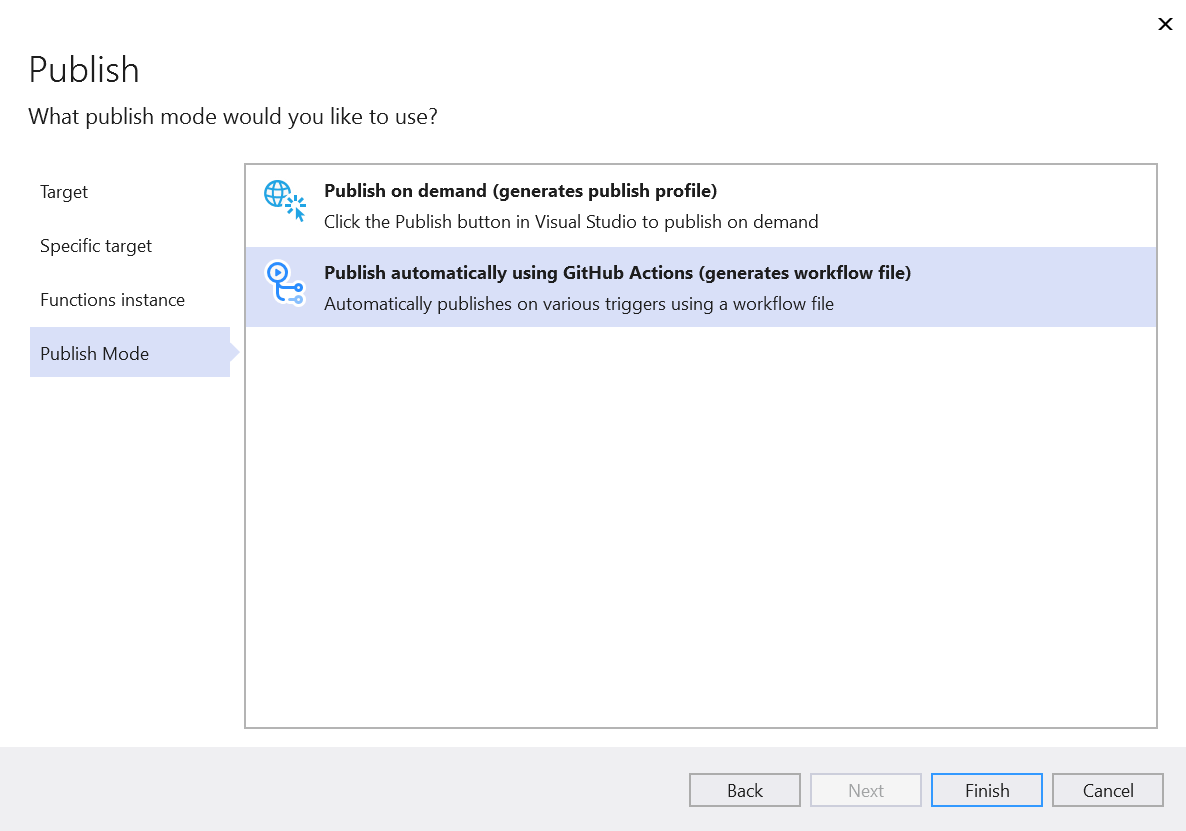 Publish
What publish mode would you like to use?
Target
Specific target
Functions instance
Publish Mode
Publish on demand (generates publish profile)
Click the Publish button in Visual Studio to publish on demand
Publish automatically using GitHub Actions (generates workflow file)
Automatically publishes on various triggers using a workflow file
Back
Next
Finish
Cancel